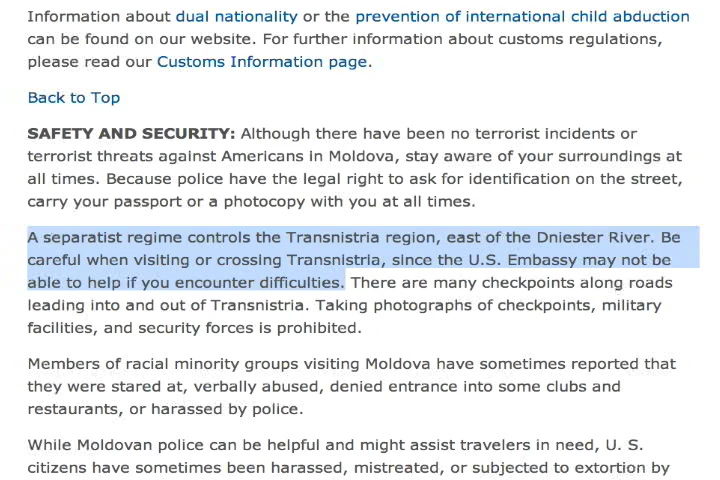 Information about dual nationality or the prevention of international child abduction
can be found on our website. For further information about customs regulations,
please read our Customs Information page.
Back to Top
SAFETY AND SECURITY: Although there have been no terrorist incidents or
terrorist threats against Americans in Moldova, stay aware of your surroundings at
all times. Because police have the legal right to ask for identification on the street,
carry your passport or a photocopy with you at all times.
A separatist regime controls the Transnistria region, east of the Dniester River. Be
careful when visiting or crossing Transnistria, since the U.S. Embassy may not be
able to help if you encounter difficulties. There are many checkpoints along roads
leading into and out of Transnistria. Taking photographs of checkpoints, military
facilities, and security forces is prohibited.
Members of racial minority groups visiting Moldova have sometimes reported that
they were stared at, verbally abused, denied entrance into some clubs and
restaurants, or harassed by police.
While Moldovan police can be helpful and might assist travelers in need, U. S.
citizens have sometimes been harassed, mistreated, or subjected to extortion by